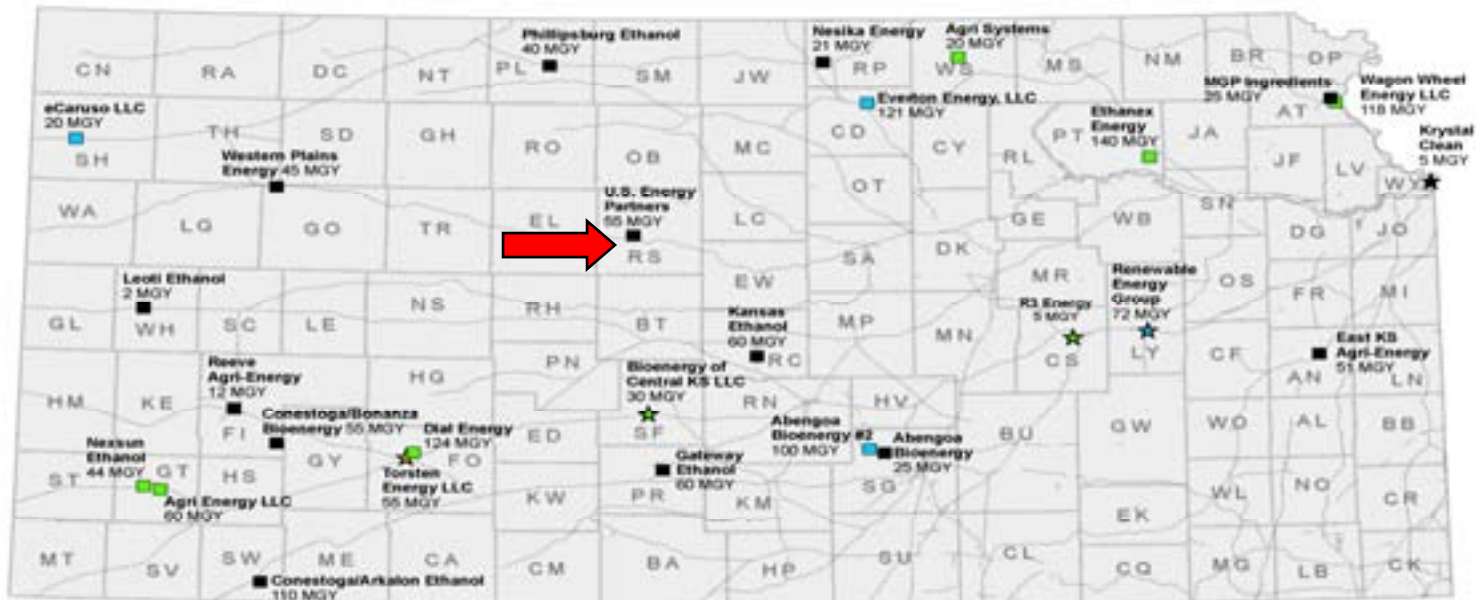 Phillipsburg Ethanol
40 MGY
Nesika Energy
21 MGY
Agri Systems
20 MGY
CN
RA
DC
NT
PL
SM
JW
RP
WS
MS
NM
BR
DP
MGP Ingredients
Wagon Wheel
Energy LLC
118 MGY
eCaruso LLC
20 MGY
Everton Energy, LLC
121 MGY
Ethanex
Energy
140 MGY
AT
Krystal
Clean
5 MGY
SH
TH
SD
GH
RO
OB
MC
CD
CY
RL
PT
JA
JF
LV
WY
Western Plains
Energy 45 MGY
U.S. Energy
Partners
55 MGY
OT
WA
LG
GO
TR
EL
RS
LC
SA
DK
GE
WB
SN
DG
JO
Leoti Ethanol
2 MGY
EW
MR
Renewable
Energy
Group
72 MGY
OS
FR
MI
GL
WH
SC
LE
NS
RH
BT
Kansas
Ethanol
60 MGY
RC
MP
MN
R3 Energy
5 MGY
CS
LY
CF
East KS
Agri-Energy
51 MGY
AN
LN
Reeve
Agri-Energy
12 MGY
PN
HG
Bioenergy of
Central KS LLC
30 MGY
HM
KE
FI
Conestoga/Bonanza
Bioenergy 55 MGY
Dial Energy
124 MGY
ED
SF
RN
HV
Abengoa
Bioenergy #2
100 MGY
Abengoa
Bioenergy
25 MGY
BU
GW
WO
AL
BB
Nexsun
Ethanol
44 MGY
ST
GT
HS
GY
FO
Torsten
Energy LLC
55 MGY
Gateway
Ethanol
60 MGY
Agri Energy LLC
60 MGY
KW
PR
KM
SG
EK
WL
NO
CR
MT
SV
SW
ME
CA
CM
BA
HP
SU
CL
CQ
MG
LB
CK
Conestoga/Arkalon Ethanol
110 MGY